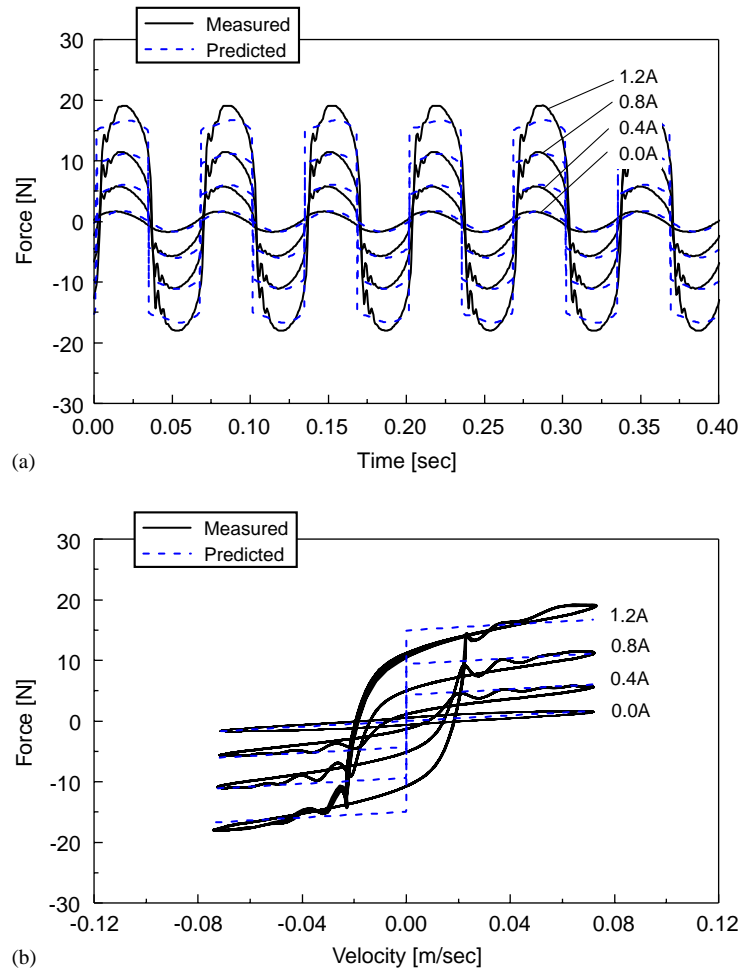 Measured
Predicted
30
20
10
0
-10
-20
-30
Force [N]
1.2A
0.8A
0.4A
0.0A
0.00 0.05 0.10 0.15 0.20 0.25 0.30 0.35 0.40
(a)
Time [sec]
Measured
Predicted
30
20
10
0
-10
-20
-30
Force [N]
1.2A
0.8A
0.4A
0.0A
-0.12 -0.08 -0.04 0.00 0.04 0.08 0.12
(b)
Velocity [m/sec]